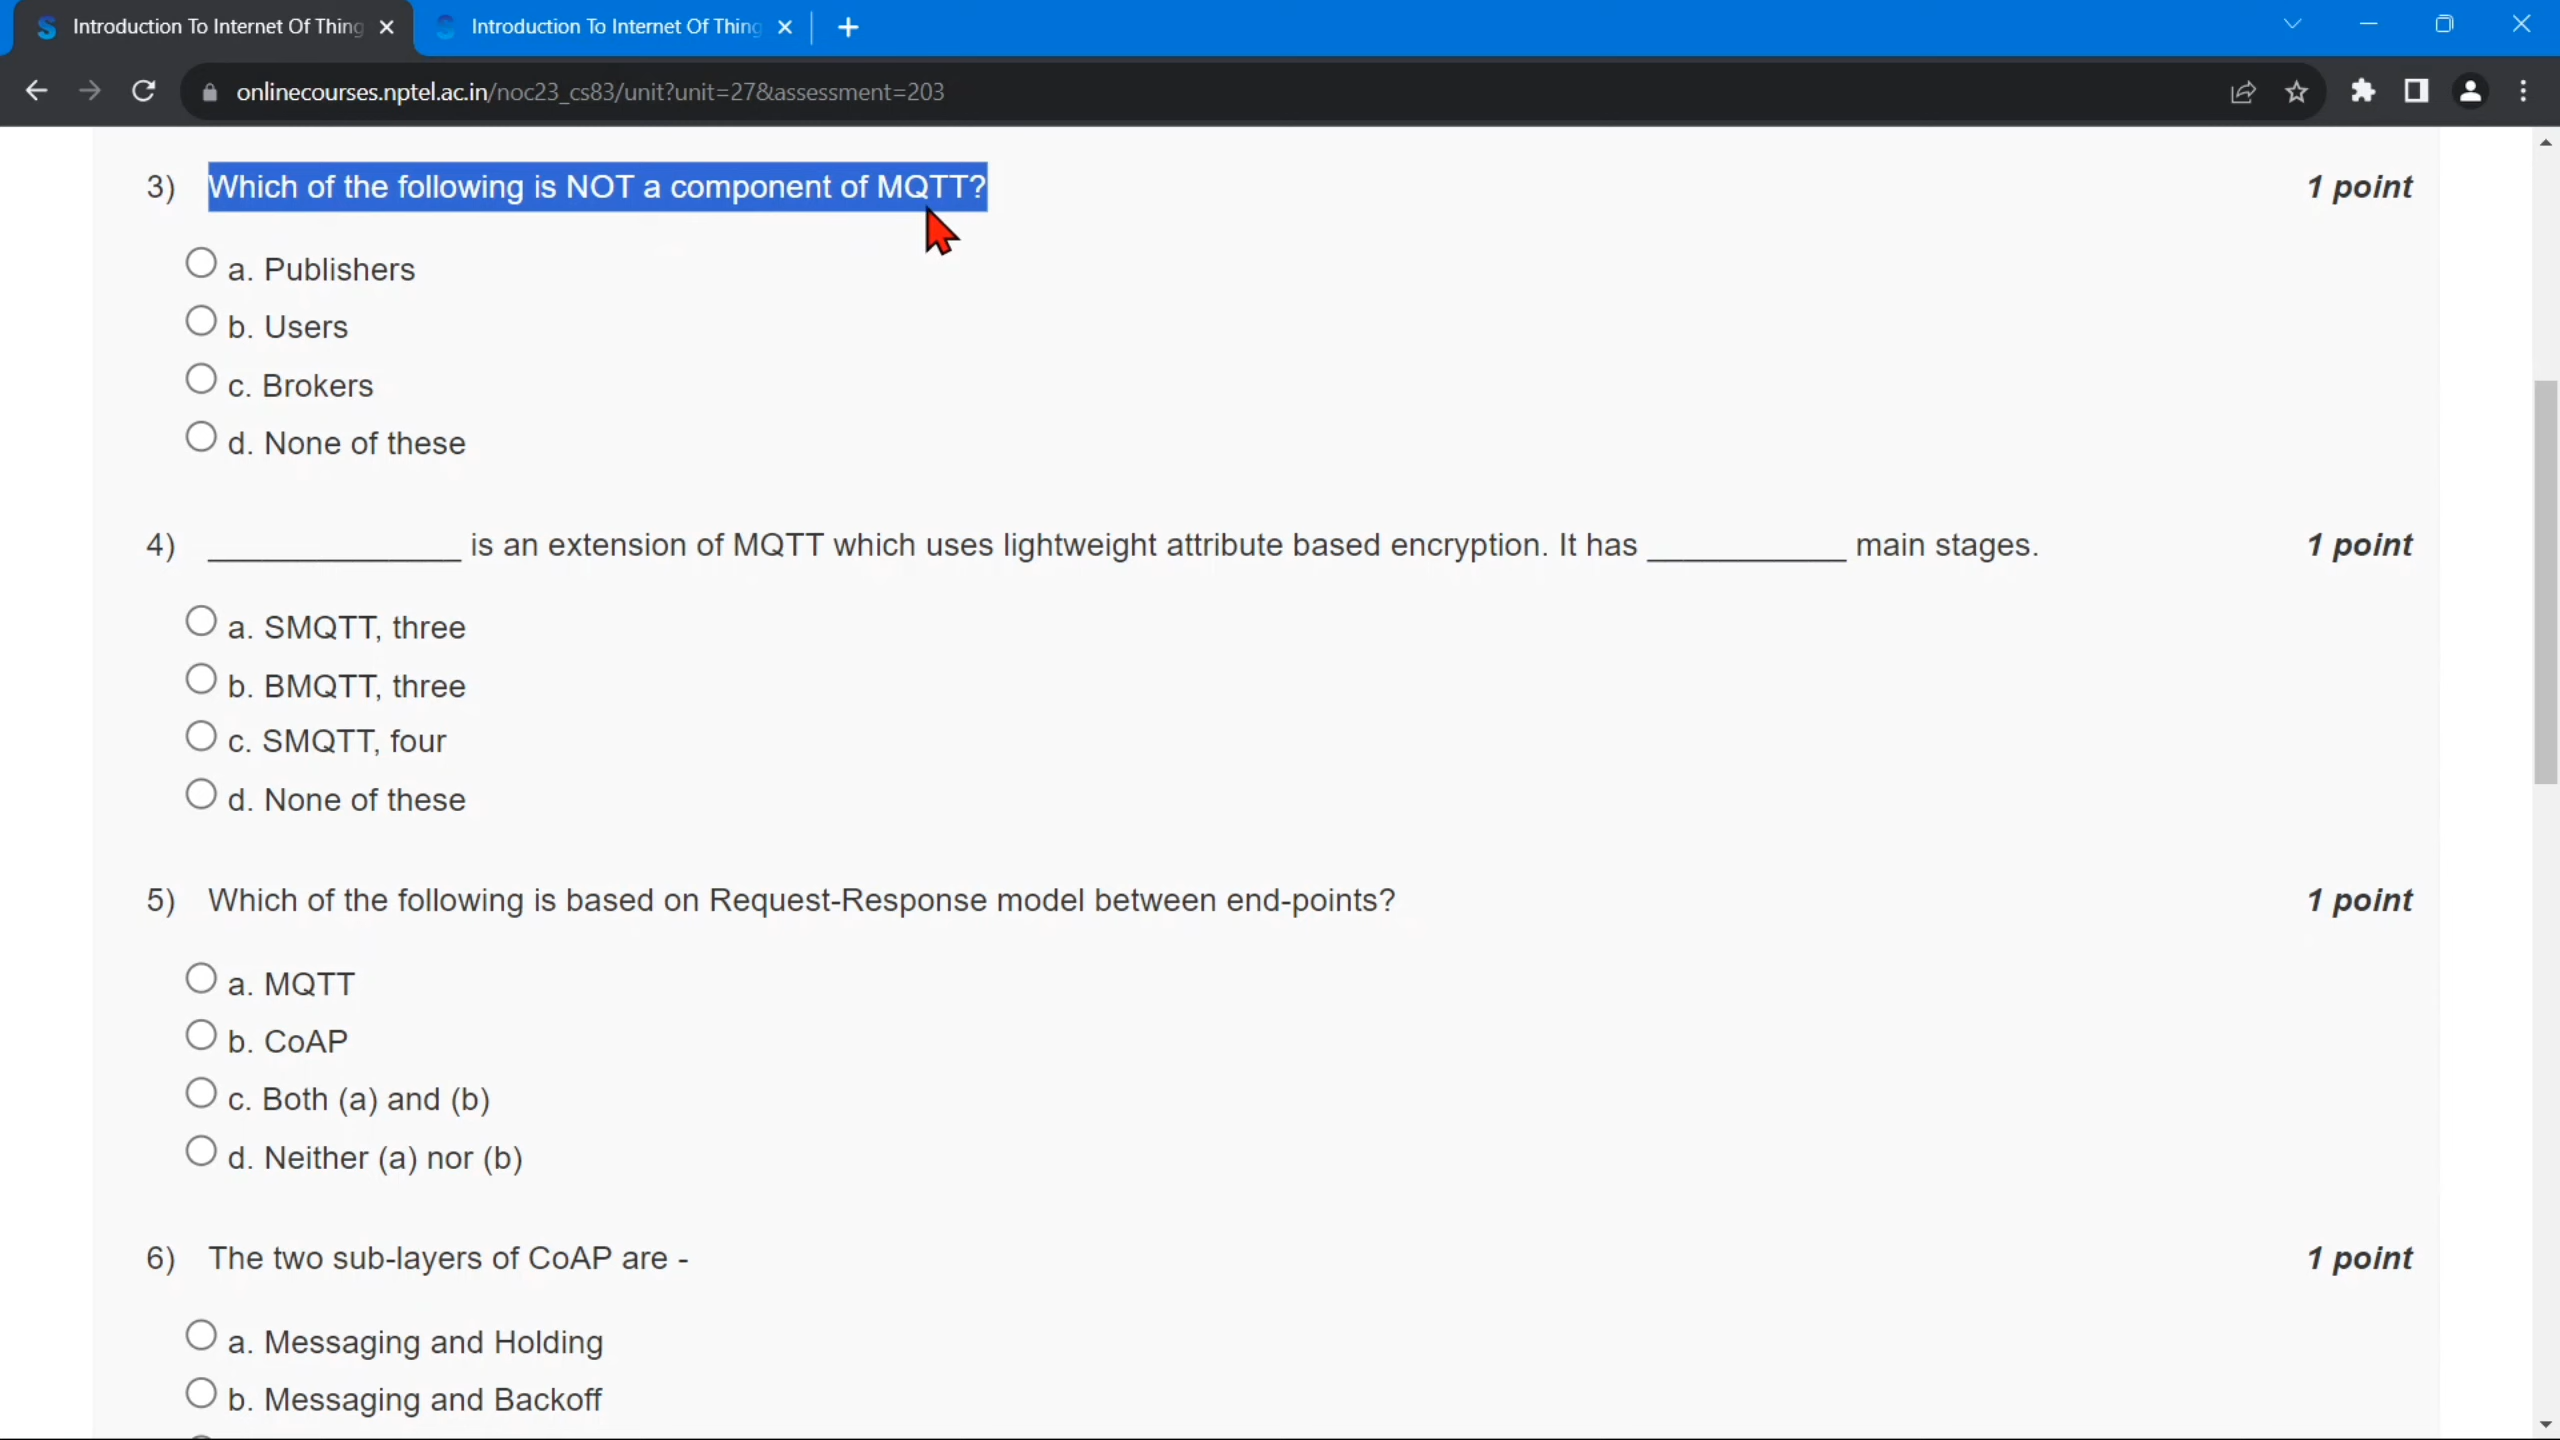 Introduction To Internet Of Thing
Introduction To Internet Of Thing
onlinecourses.nptel.ac.in/noc23_cs83/unit?unit=27&assessment=203
3) Which of the following is NOT a component of MQTT? 1 point
a. Publishers
b. Users
c. Brokers
d. None of these
4) ______________ is an extension of MQTT which uses lightweight attribute based encryption. It has ___________ main stages. 1 point
a. SMQTT, three
b. BMQTT, three
c. SMQTT, four
d. None of these
5) Which of the following is based on Request-Response model between end-points? 1 point
a. MQTT
b. CoAP
c. Both (a) and (b)
d. Neither (a) nor (b)
6) The two sub-layers of CoAP are - 1 point
a. Messaging and Holding
b. Messaging and Backoff